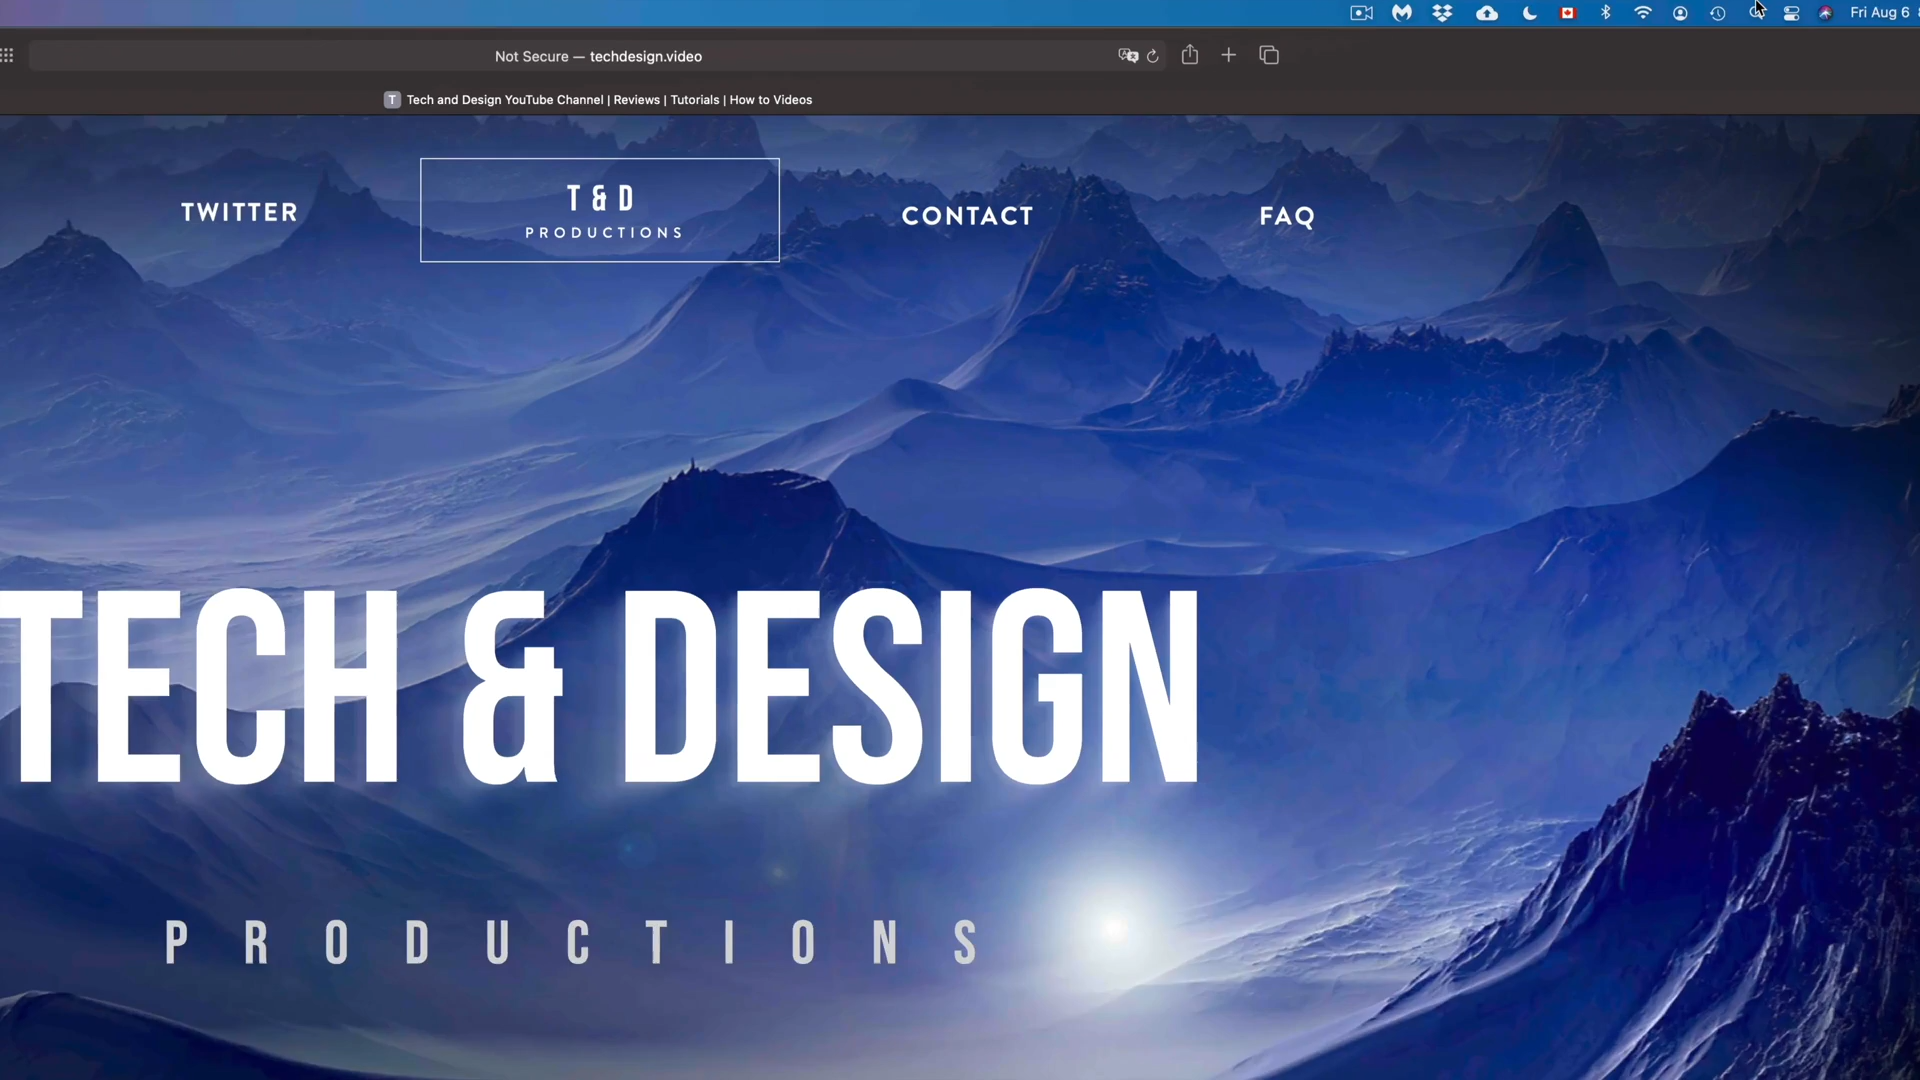 Fri Aug 6
Not Secure — techdesign.video
T Tech and Design YouTube Channel | Reviews | Tutorials | How to Videos
TWITTER
T & D
PRODUCTIONS
CONTACT
FAQ
TECH & DESIGN
PRODUCTIONS